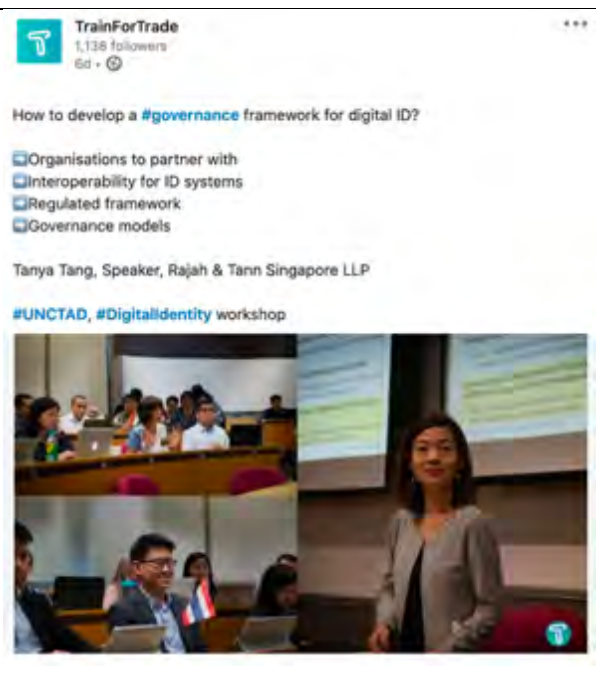 TrainForTrade
1,138 followers
6d •
How to develop a #governance framework for digital ID?
➡Organisations to partner with
➡Interoperability for ID systems
➡Regulated framework
➡Governance models
Tanya Tang, Speaker, Rajah & Tann Singapore LLP
#UNCTAD, #DigitalIdentity workshop